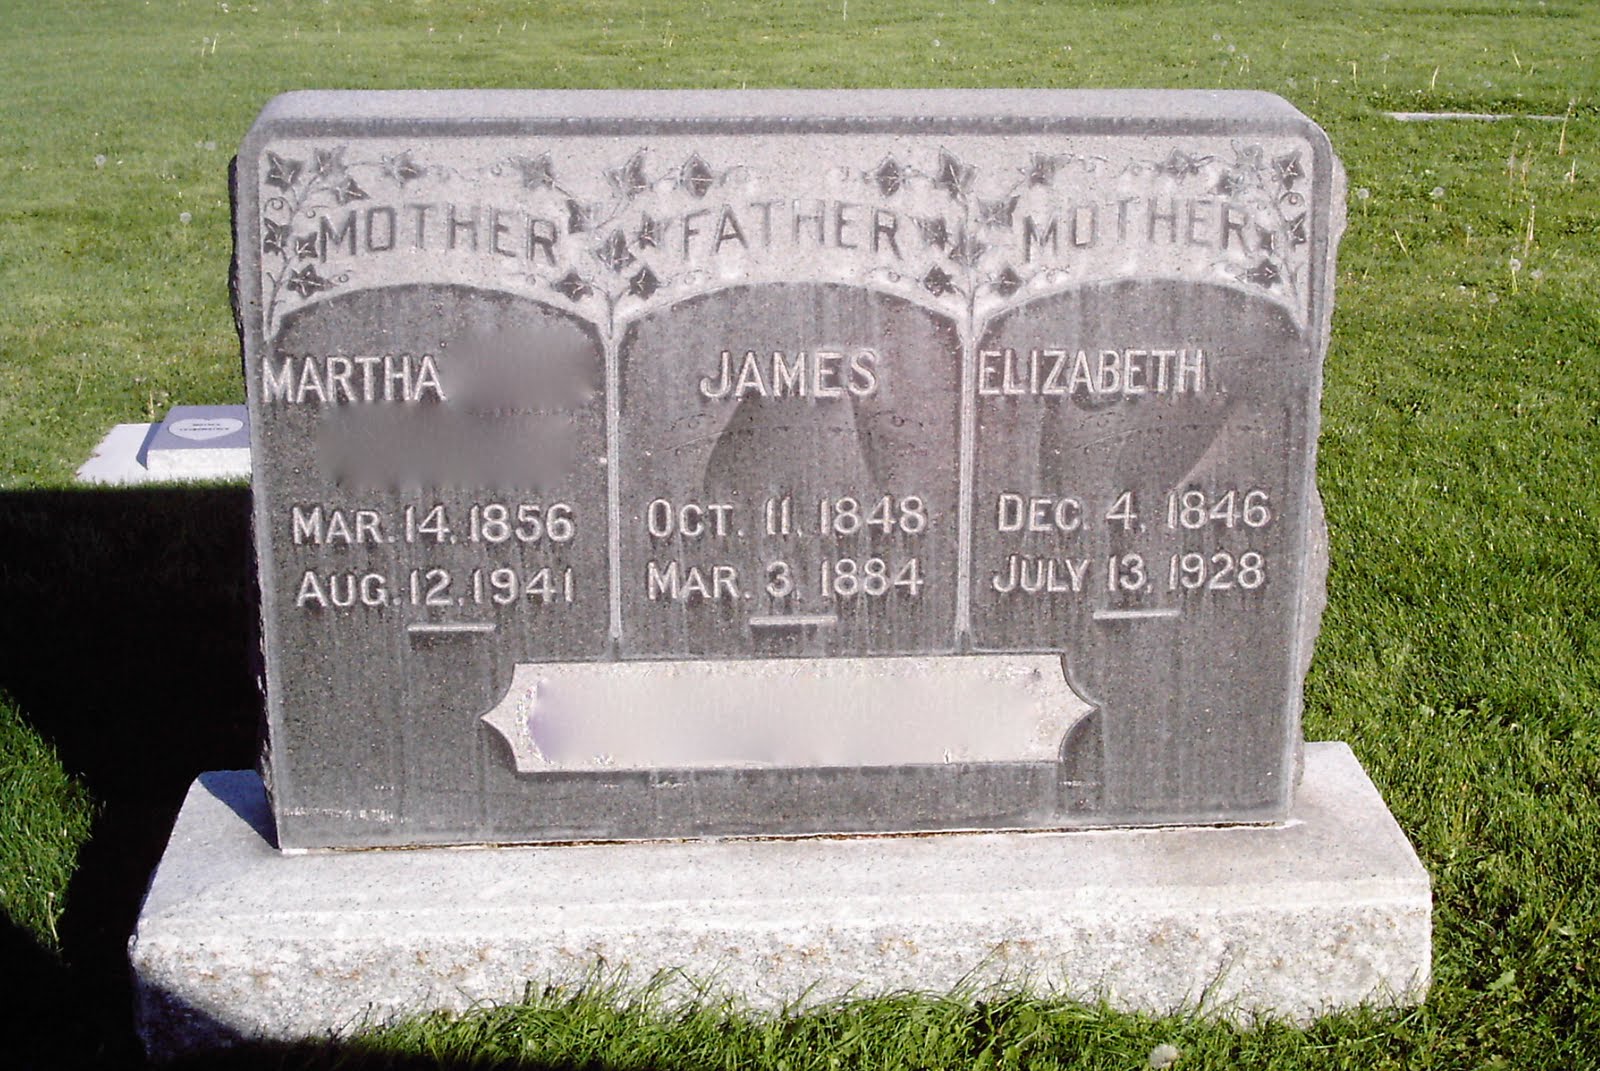 MOTHER
FATHER
MOTHER
MARTHA
MAR. 14, 1856
AUG. 12, 1941
JAMES
OCT. 11, 1848
MAR. 3, 1884
ELIZABETH
DEC. 4, 1846
JULY 13, 1928